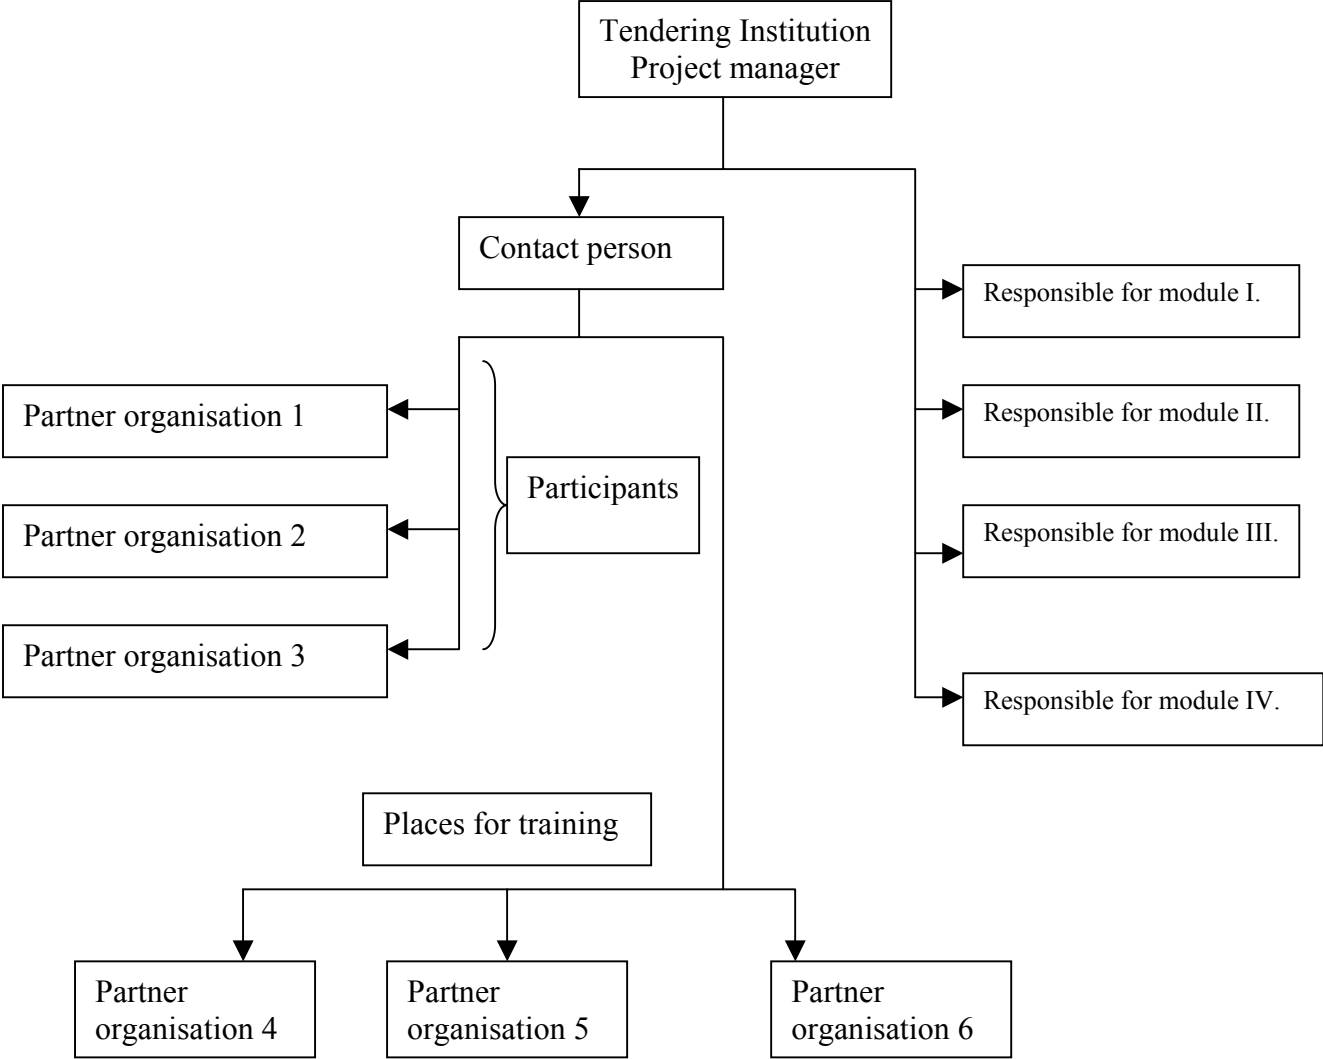 Tendering Institution
Project manager
Contact person
Responsible for module I.
Partner organisation 1
Responsible for module II.
Participants
Partner organisation 2
Responsible for module III.
Partner organisation 3
Responsible for module IV.
Places for training
Partner
organisation 4
Partner
organisation 5
Partner
organisation 6